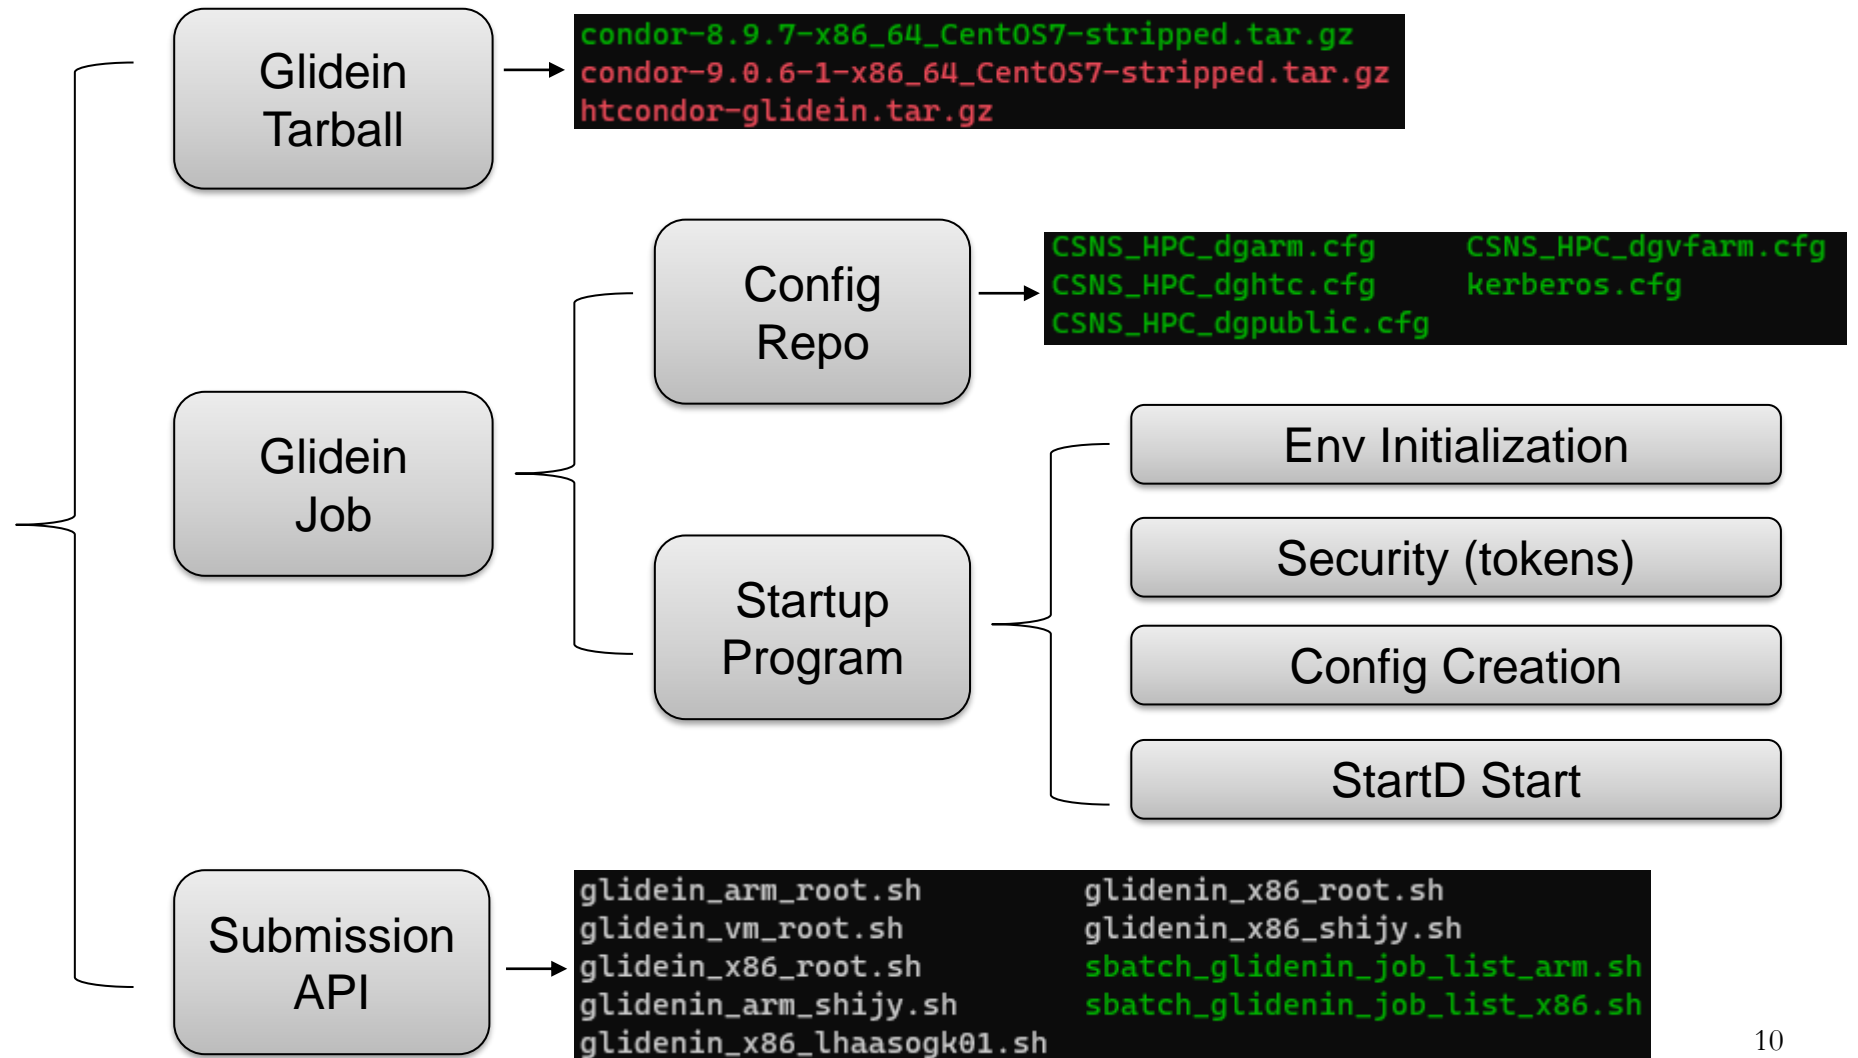 Glidein
Tarball
condor-8.9.7-x86_64_CentOS7-stripped.tar.gz
condor-9.0.6-1-x86_64_CentOS7-stripped.tar.gz
htcondor-glidein.tar.gz
Glidein
Job
Config
Repo
CSNS_HPC_dgarm.cfg CSNS_HPC_dgvfarm.cfg
CSNS_HPC_dghtc.cfg kerberos.cfg
CSNS_HPC_dgpublic.cfg
Startup
Program
Env Initialization
Security (tokens)
Config Creation
StartD Start
Submission
API
glidein_arm_root.sh glidenin_x86_root.sh
glidein_vm_root.sh glidenin_x86_shijy.sh
glidein_x86_root.sh sbatch_glidenin_job_list_arm.sh
glidenin_arm_shijy.sh sbatch_glidenin_job_list_x86.sh
glidenin_x86_lhaasogk01.sh
10